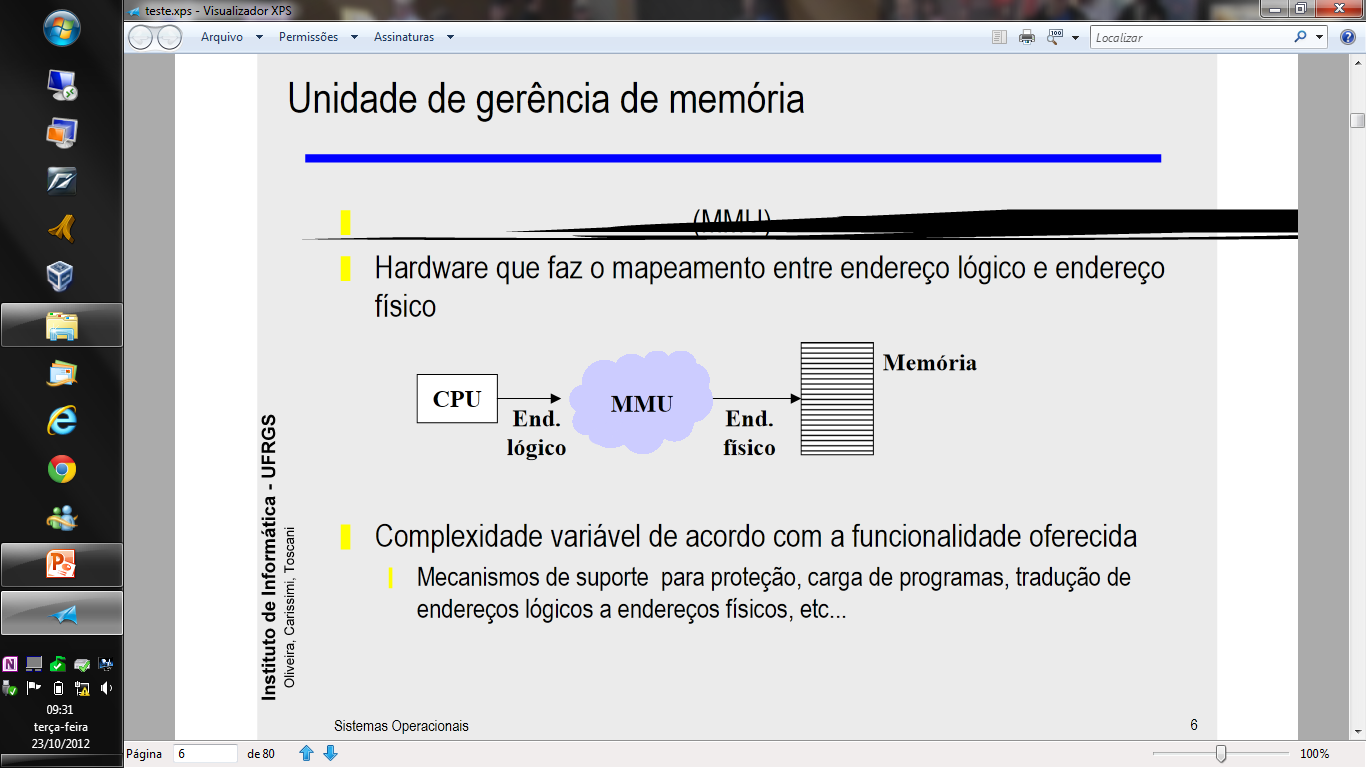 teste.xps - Visualizador XPS
Arquivo Permissões Assinaturas
100
Localizar
Unidade de gerência de memória
(MMU)
Hardware que faz o mapeamento entre endereço lógico e endereço
físico
CPU
End.
lógico
MMU
End.
físico
Memória
Complexidade variável de acordo com a funcionalidade oferecida
Mecanismos de suporte para proteção, carga de programas, tradução de
endereços lógicos a endereços físicos, etc...
Instituto de Informática - UFRGS
Oliveira, Carissimi, Toscani
Sistemas Operacionais
6
Página 6 de 80
100%
09:31
terça-feira
23/10/2012